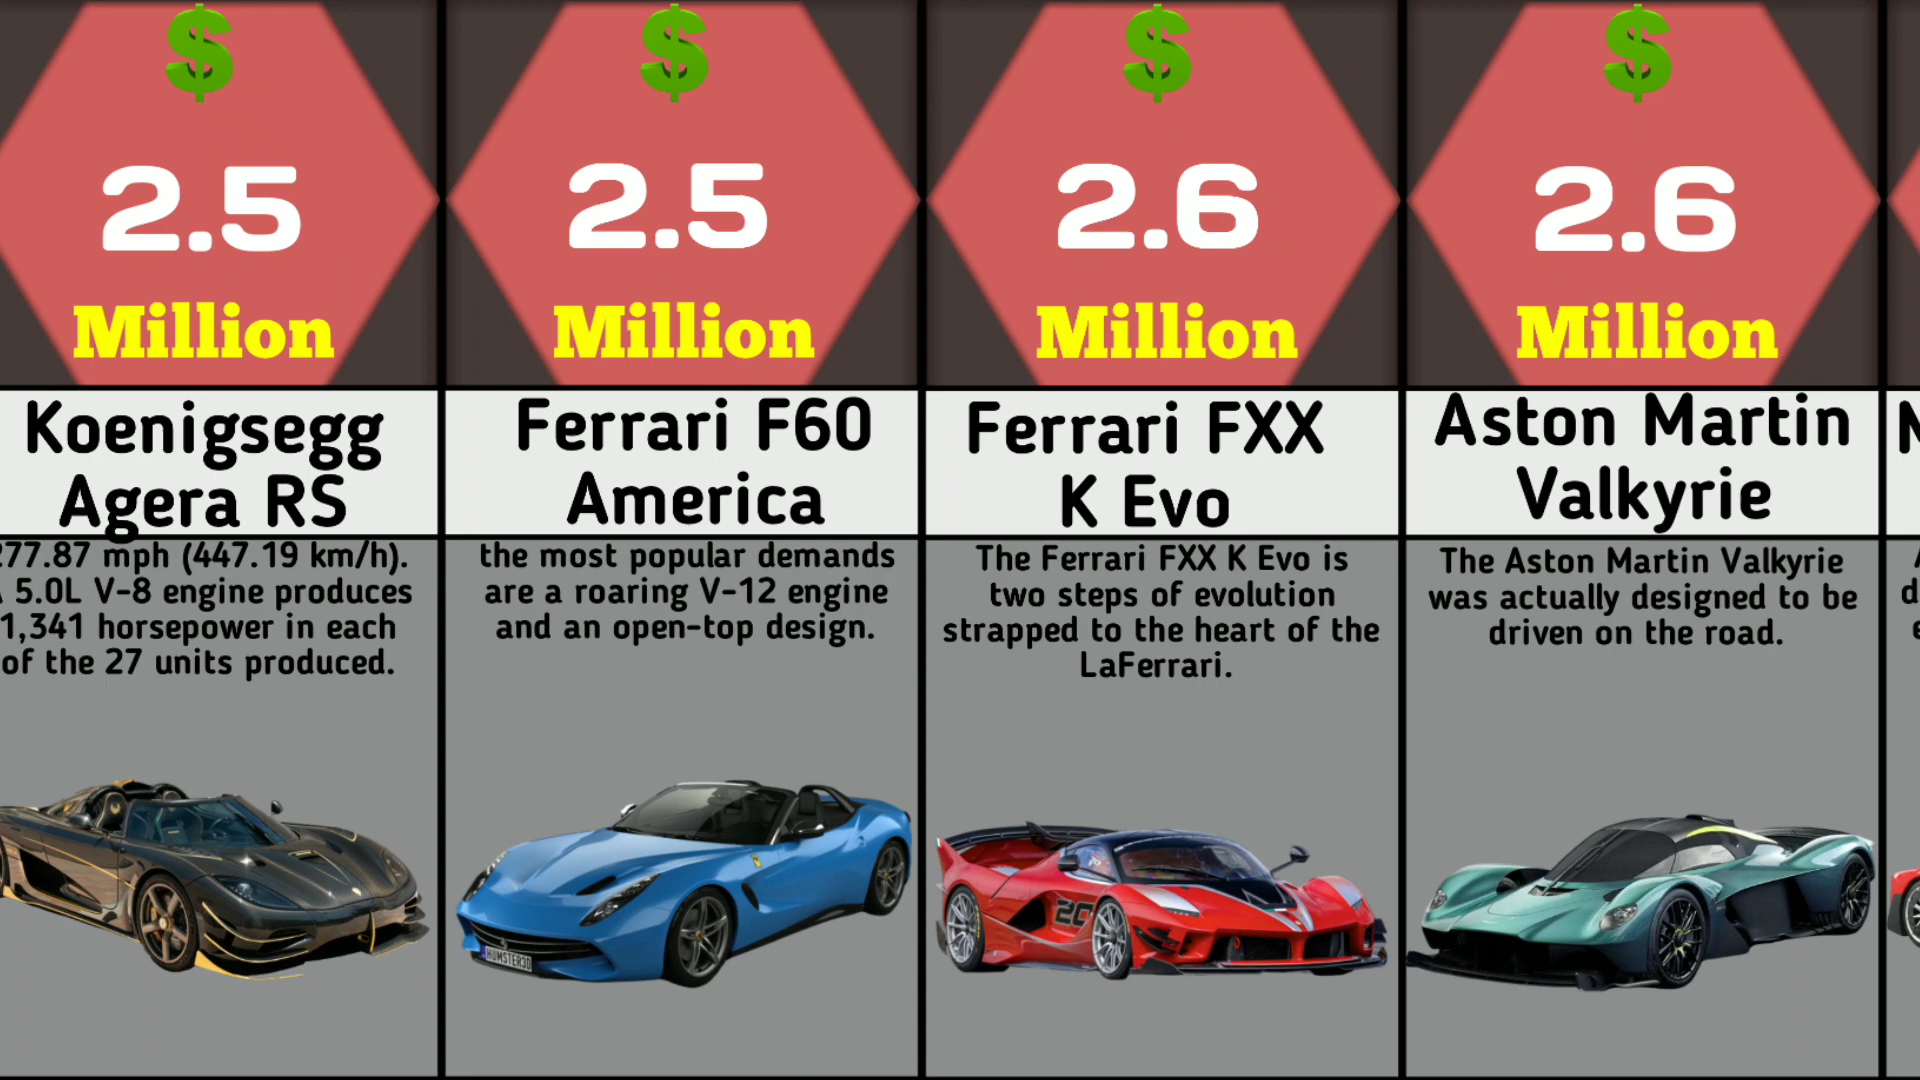 $
2.5
Million
Koenigsegg
Agera RS
277.87 mph (447.19 km/h).
A 5.0L V-8 engine produces
1,341 horsepower in each
of the 27 units produced.
$
2.5
Million
Ferrari F60
America
the most popular demands
are a roaring V-12 engine
and an open-top design.
HUMSTER3D
$
2.6
Million
Ferrari FXX
K Evo
The Ferrari FXX K Evo is
two steps of evolution
strapped to the heart of the
LaFerrari.
20
$
2.6
Million
Aston Martin
Valkyrie
The Aston Martin Valkyrie
was actually designed to be
driven on the road.